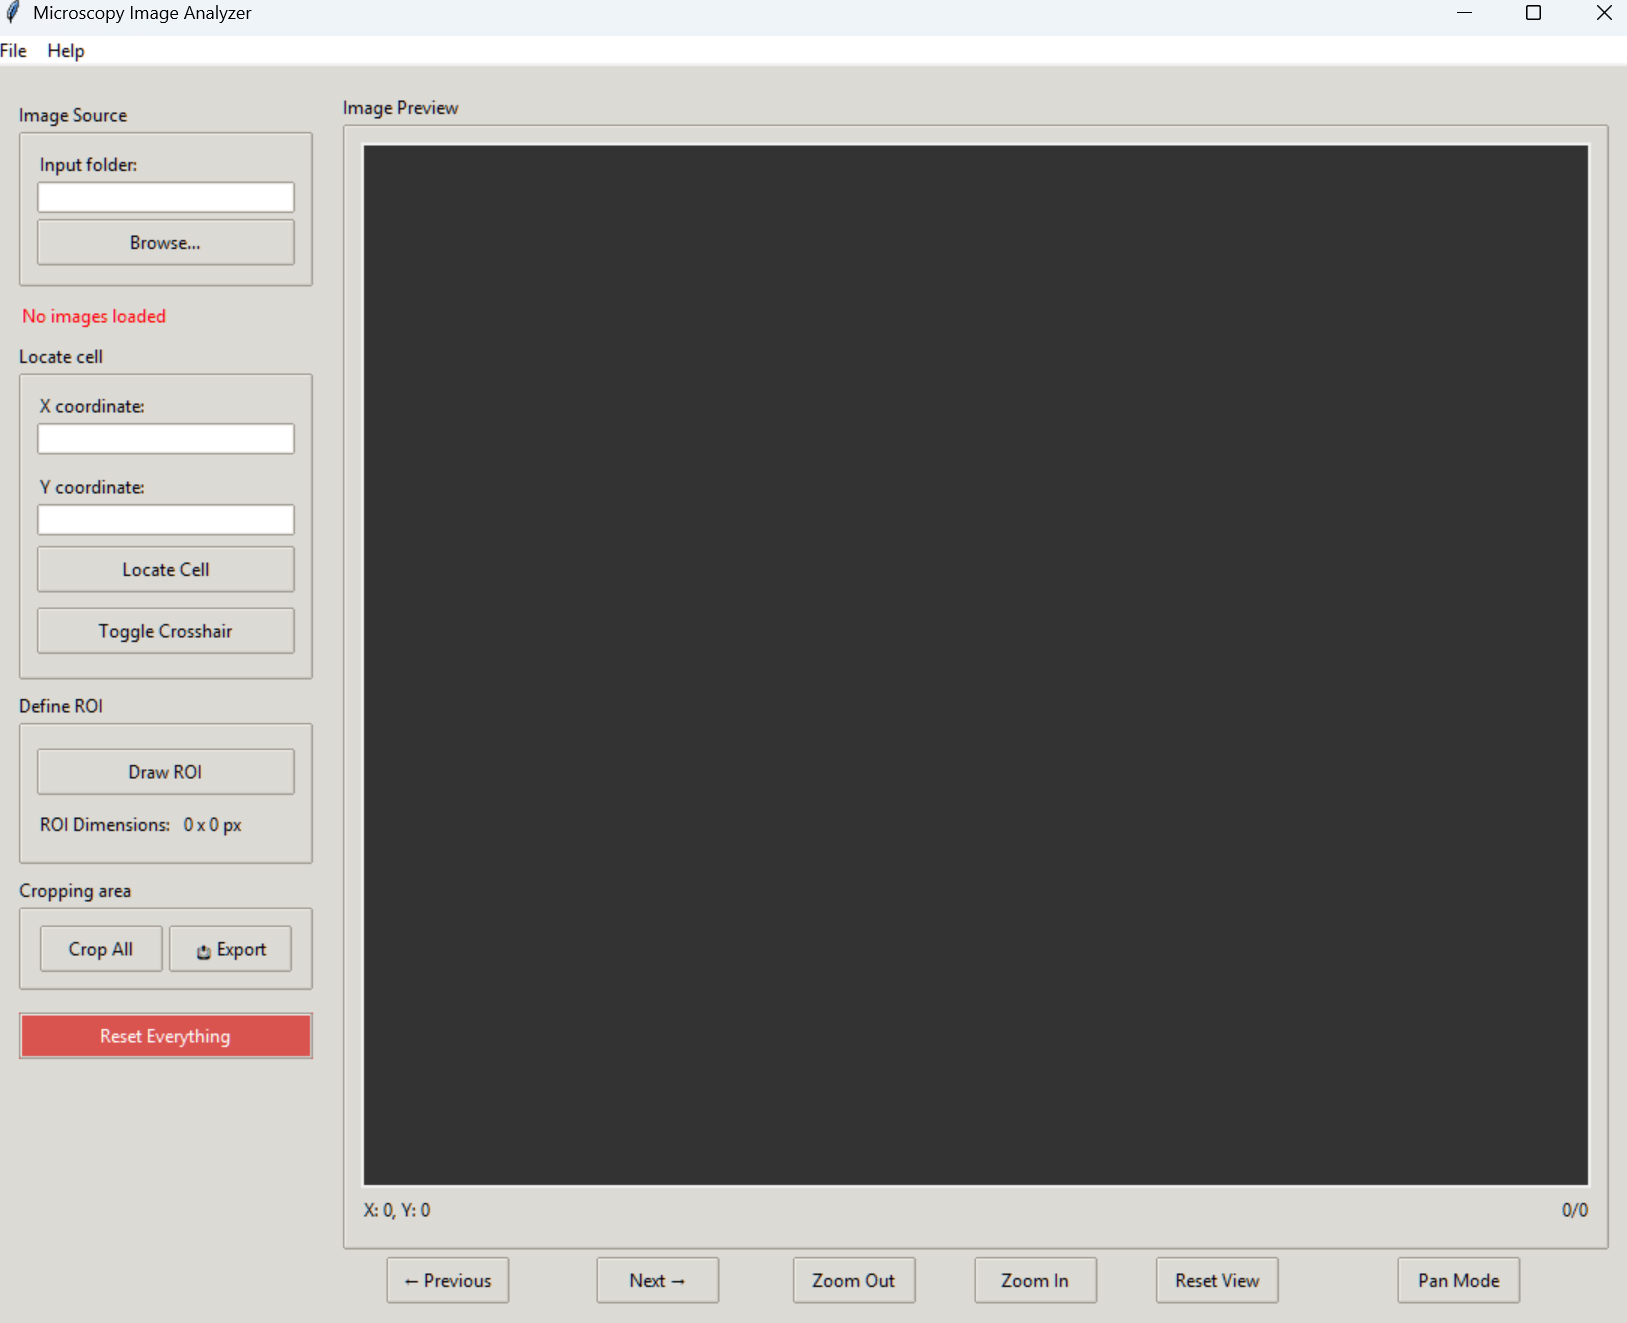 Microscopy Image Analyzer
File Help
Image Source
Input folder:
Browse...
No images loaded
Locate cell
X coordinate:
Y coordinate:
Locate Cell
Toggle Crosshair
Define ROI
Draw ROI
ROI Dimensions: 0 x 0 px
Cropping area
Crop All
Export
Reset Everything
Image Preview
X: 0, Y: 0
0/0
← Previous
Next →
Zoom Out
Zoom In
Reset View
Pan Mode